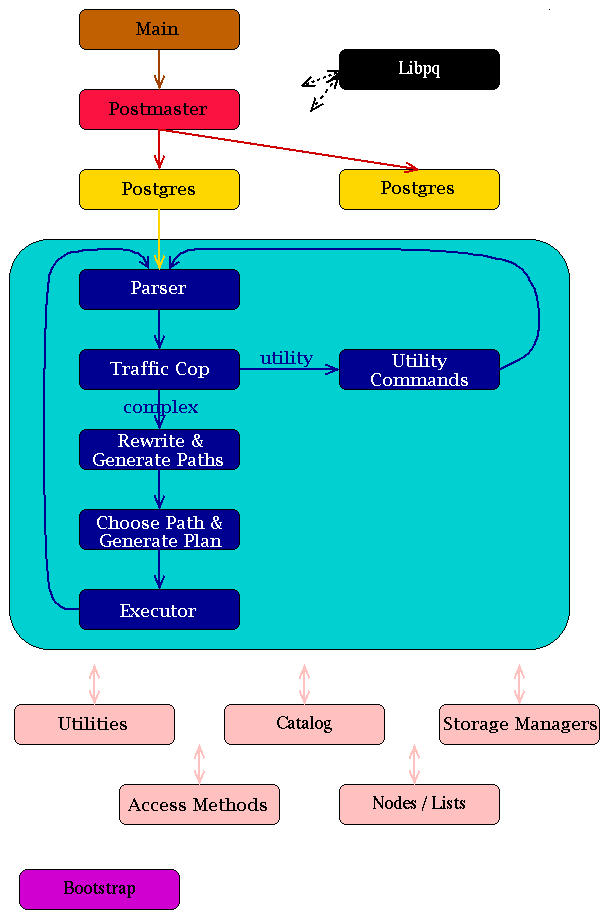 Main
Libpq
Postmaster
Postgres
Postgres
Parser
Traffic Cop
utility
Utility
Commands
complex
Rewrite &
Generate Paths
Choose Path &
Generate Plan
Executor
Utilities
Catalog
Storage Managers
Access Methods
Nodes / Lists
Bootstrap